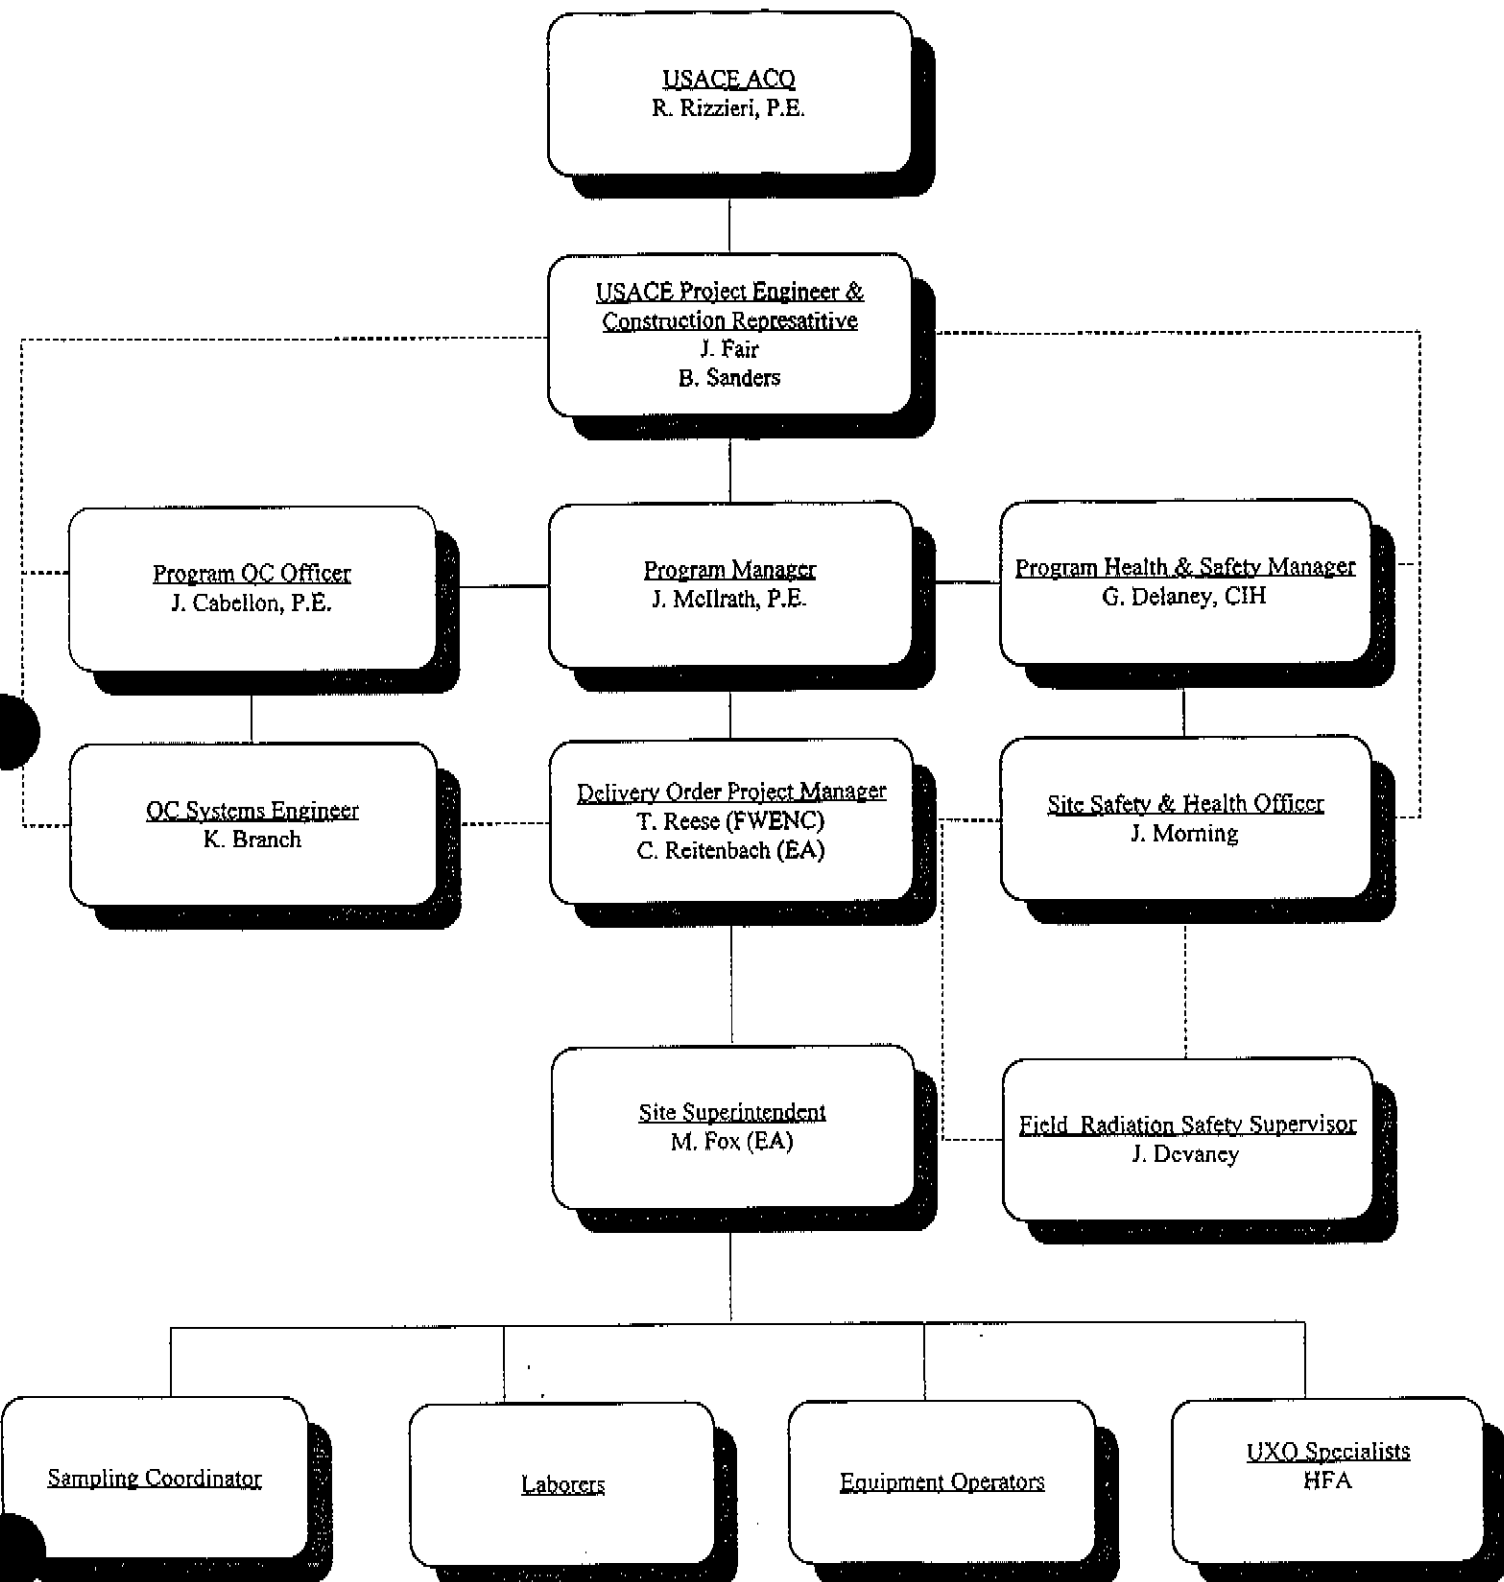 USACE ACO
R. Rizzieri, P.E.
USACE Project Engineer &
Construction Represatitive
J. Fair
B. Sanders
Program QC Officer
J. Cabellon, P.E.
Program Manager
J. McIlrath, P.E.
Program Health & Safety Manager
G. Delaney, CIH
QC Systems Engineer
K. Branch
Delivery Order Project Manager
T. Reese (FWENC)
C. Reitenbach (EA)
Site Safety & Health Officer
J. Morning
Site Superintendent
M. Fox (EA)
Field Radiation Safety Supervisor
J. Devaney
Sampling Coordinator
Laborers
Equipment Operators
UXO Specialists
HFA